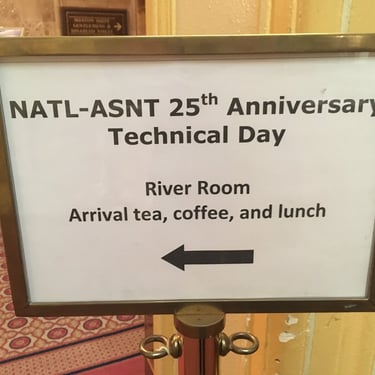 NATL-ASNT 25th Anniversary
Technical Day
River Room
Arrival tea, coffee, and lunch